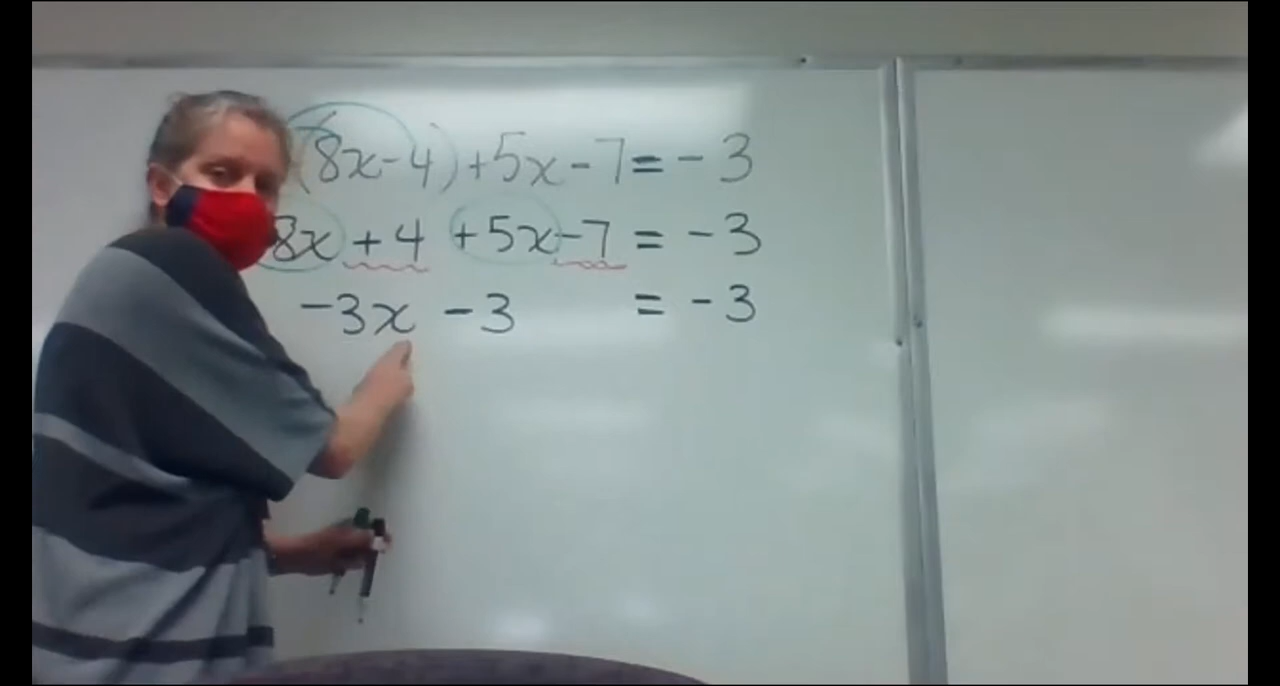 (8x-4)+5x-7=-3
8x+4 +5x-7 = -3
-3x -3 = -3